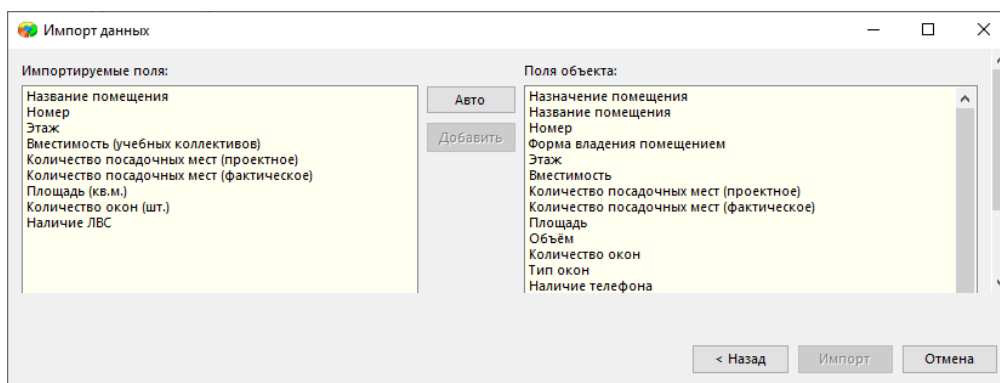 Импорт данных
Импортируемые поля:
Название помещения
Номер
Этаж
Вместимость (учебных коллективов)
Количество посадочных мест (проектное)
Количество посадочных мест (фактическое)
Площадь (кв.м.)
Количество окон (шт.)
Наличие ЛВС
Авто
Добавить
Поля объекта:
Назначение помещения
Название помещения
Номер
Форма владения помещением
Этаж
Вместимость
Количество посадочных мест (проектное)
Количество посадочных мест (фактическое)
Площадь
Объём
Количество окон
Тип окон
Наличие телефона
< Назад
Импорт
Отмена